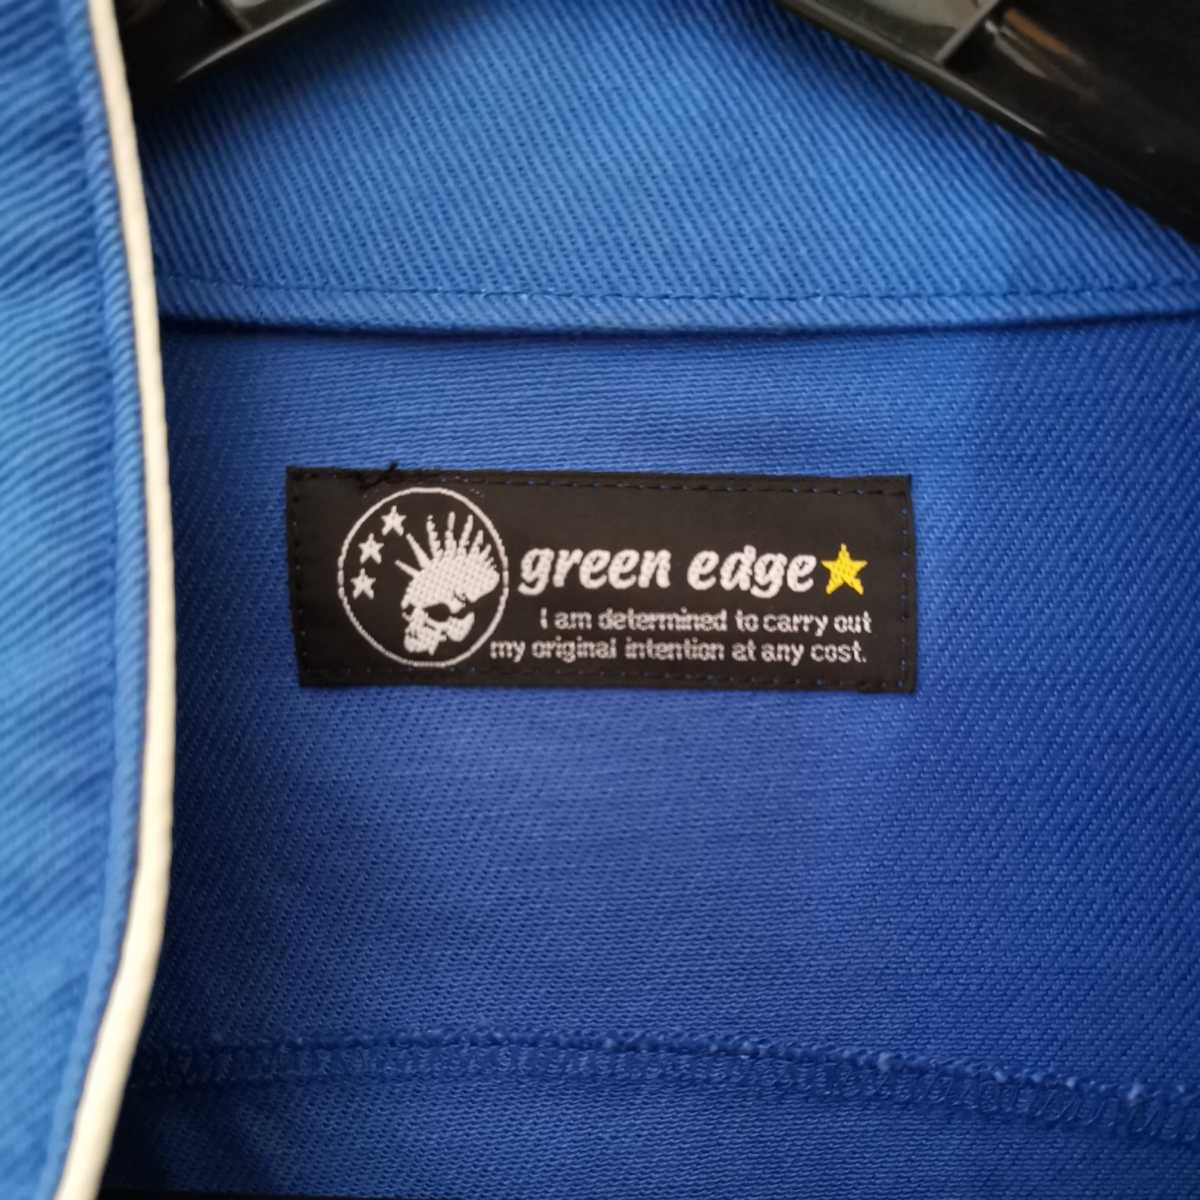 green edge
I am determined to carry out
my original intention at any cost.